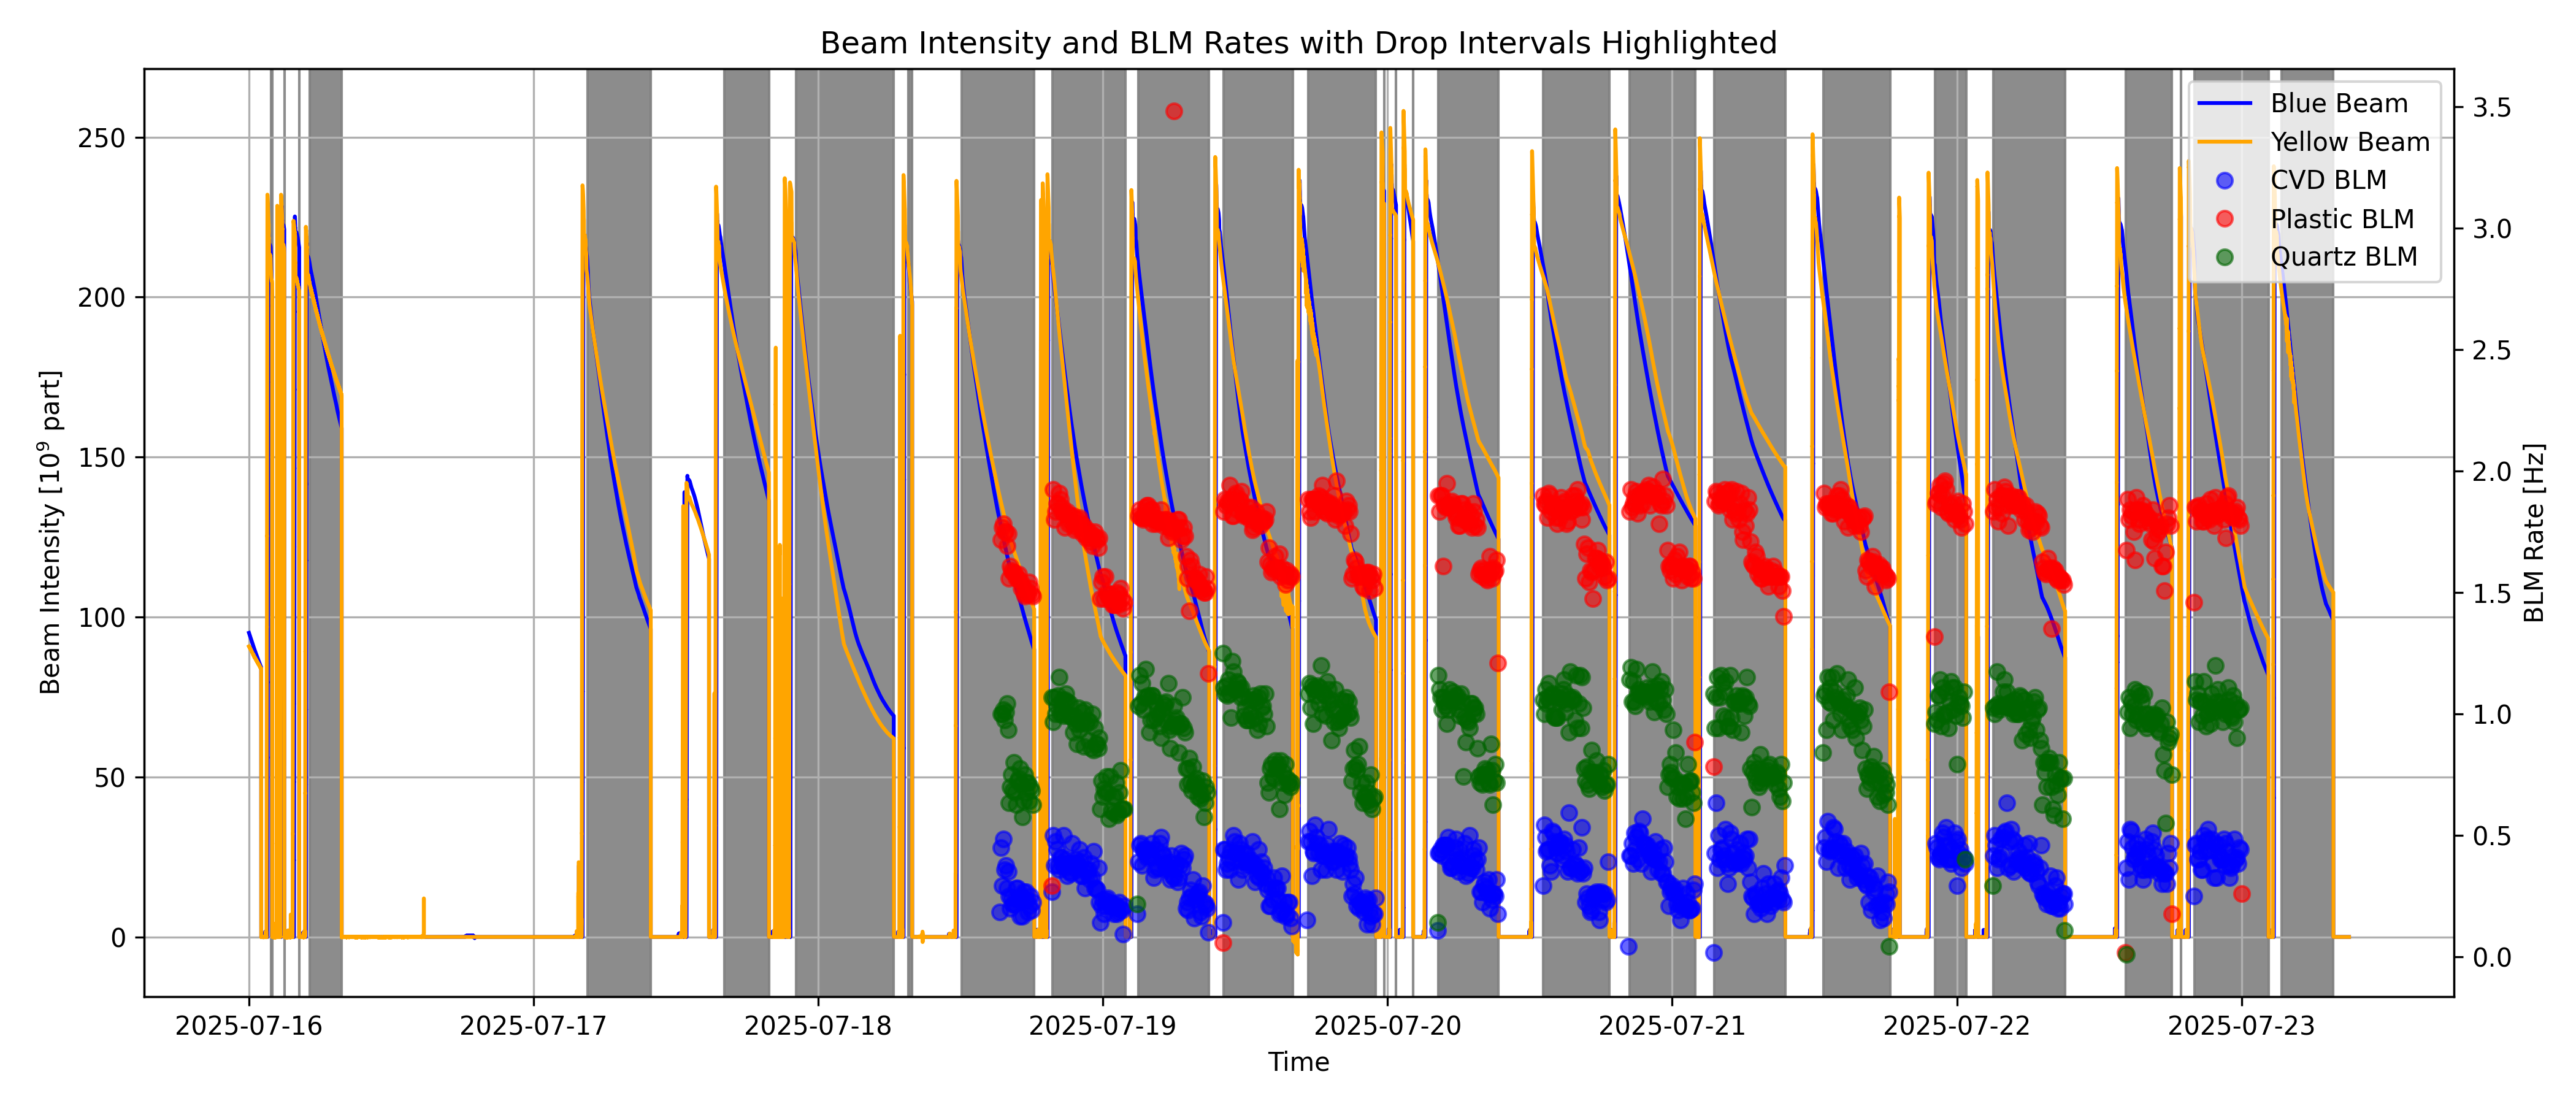 Beam Intensity and BLM Rates with Drop Intervals Highlighted
Blue Beam
Yellow Beam
CVD BLM
Plastic BLM
Quartz BLM
Beam Intensity [10⁹ part]
250
200
150
100
50
0
3.5
3.0
2.5
2.0
1.5
1.0
0.5
0.0
BLM Rate [Hz]
2025-07-16 2025-07-17 2025-07-18 2025-07-19 2025-07-20 2025-07-21 2025-07-22 2025-07-23
Time